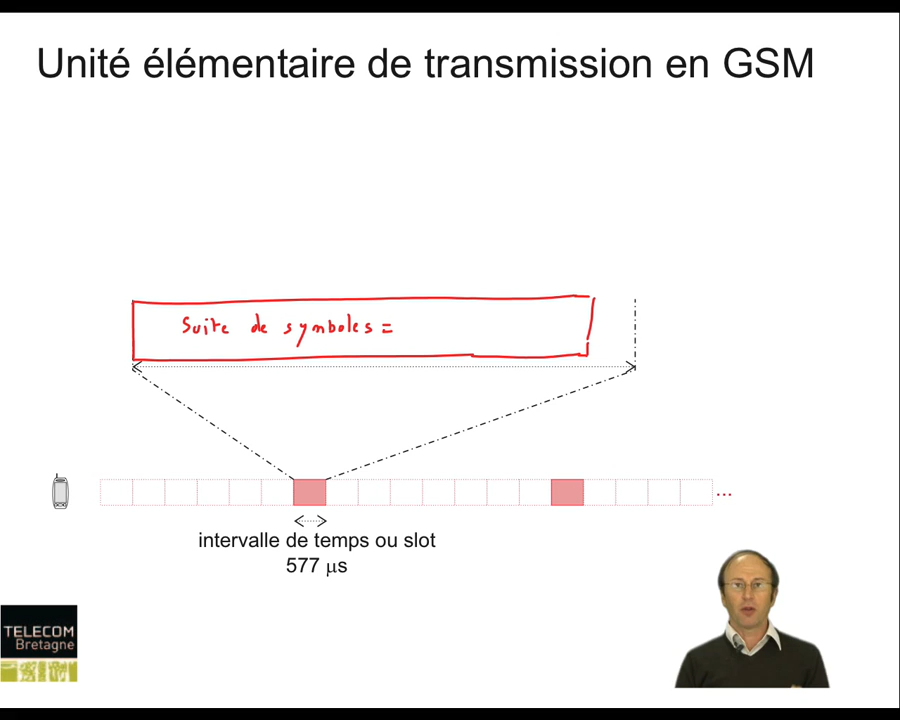 Unité élémentaire de transmission en GSM
Suite de symboles =
...
intervalle de temps ou slot
577 µs
TELECOM
Bretagne